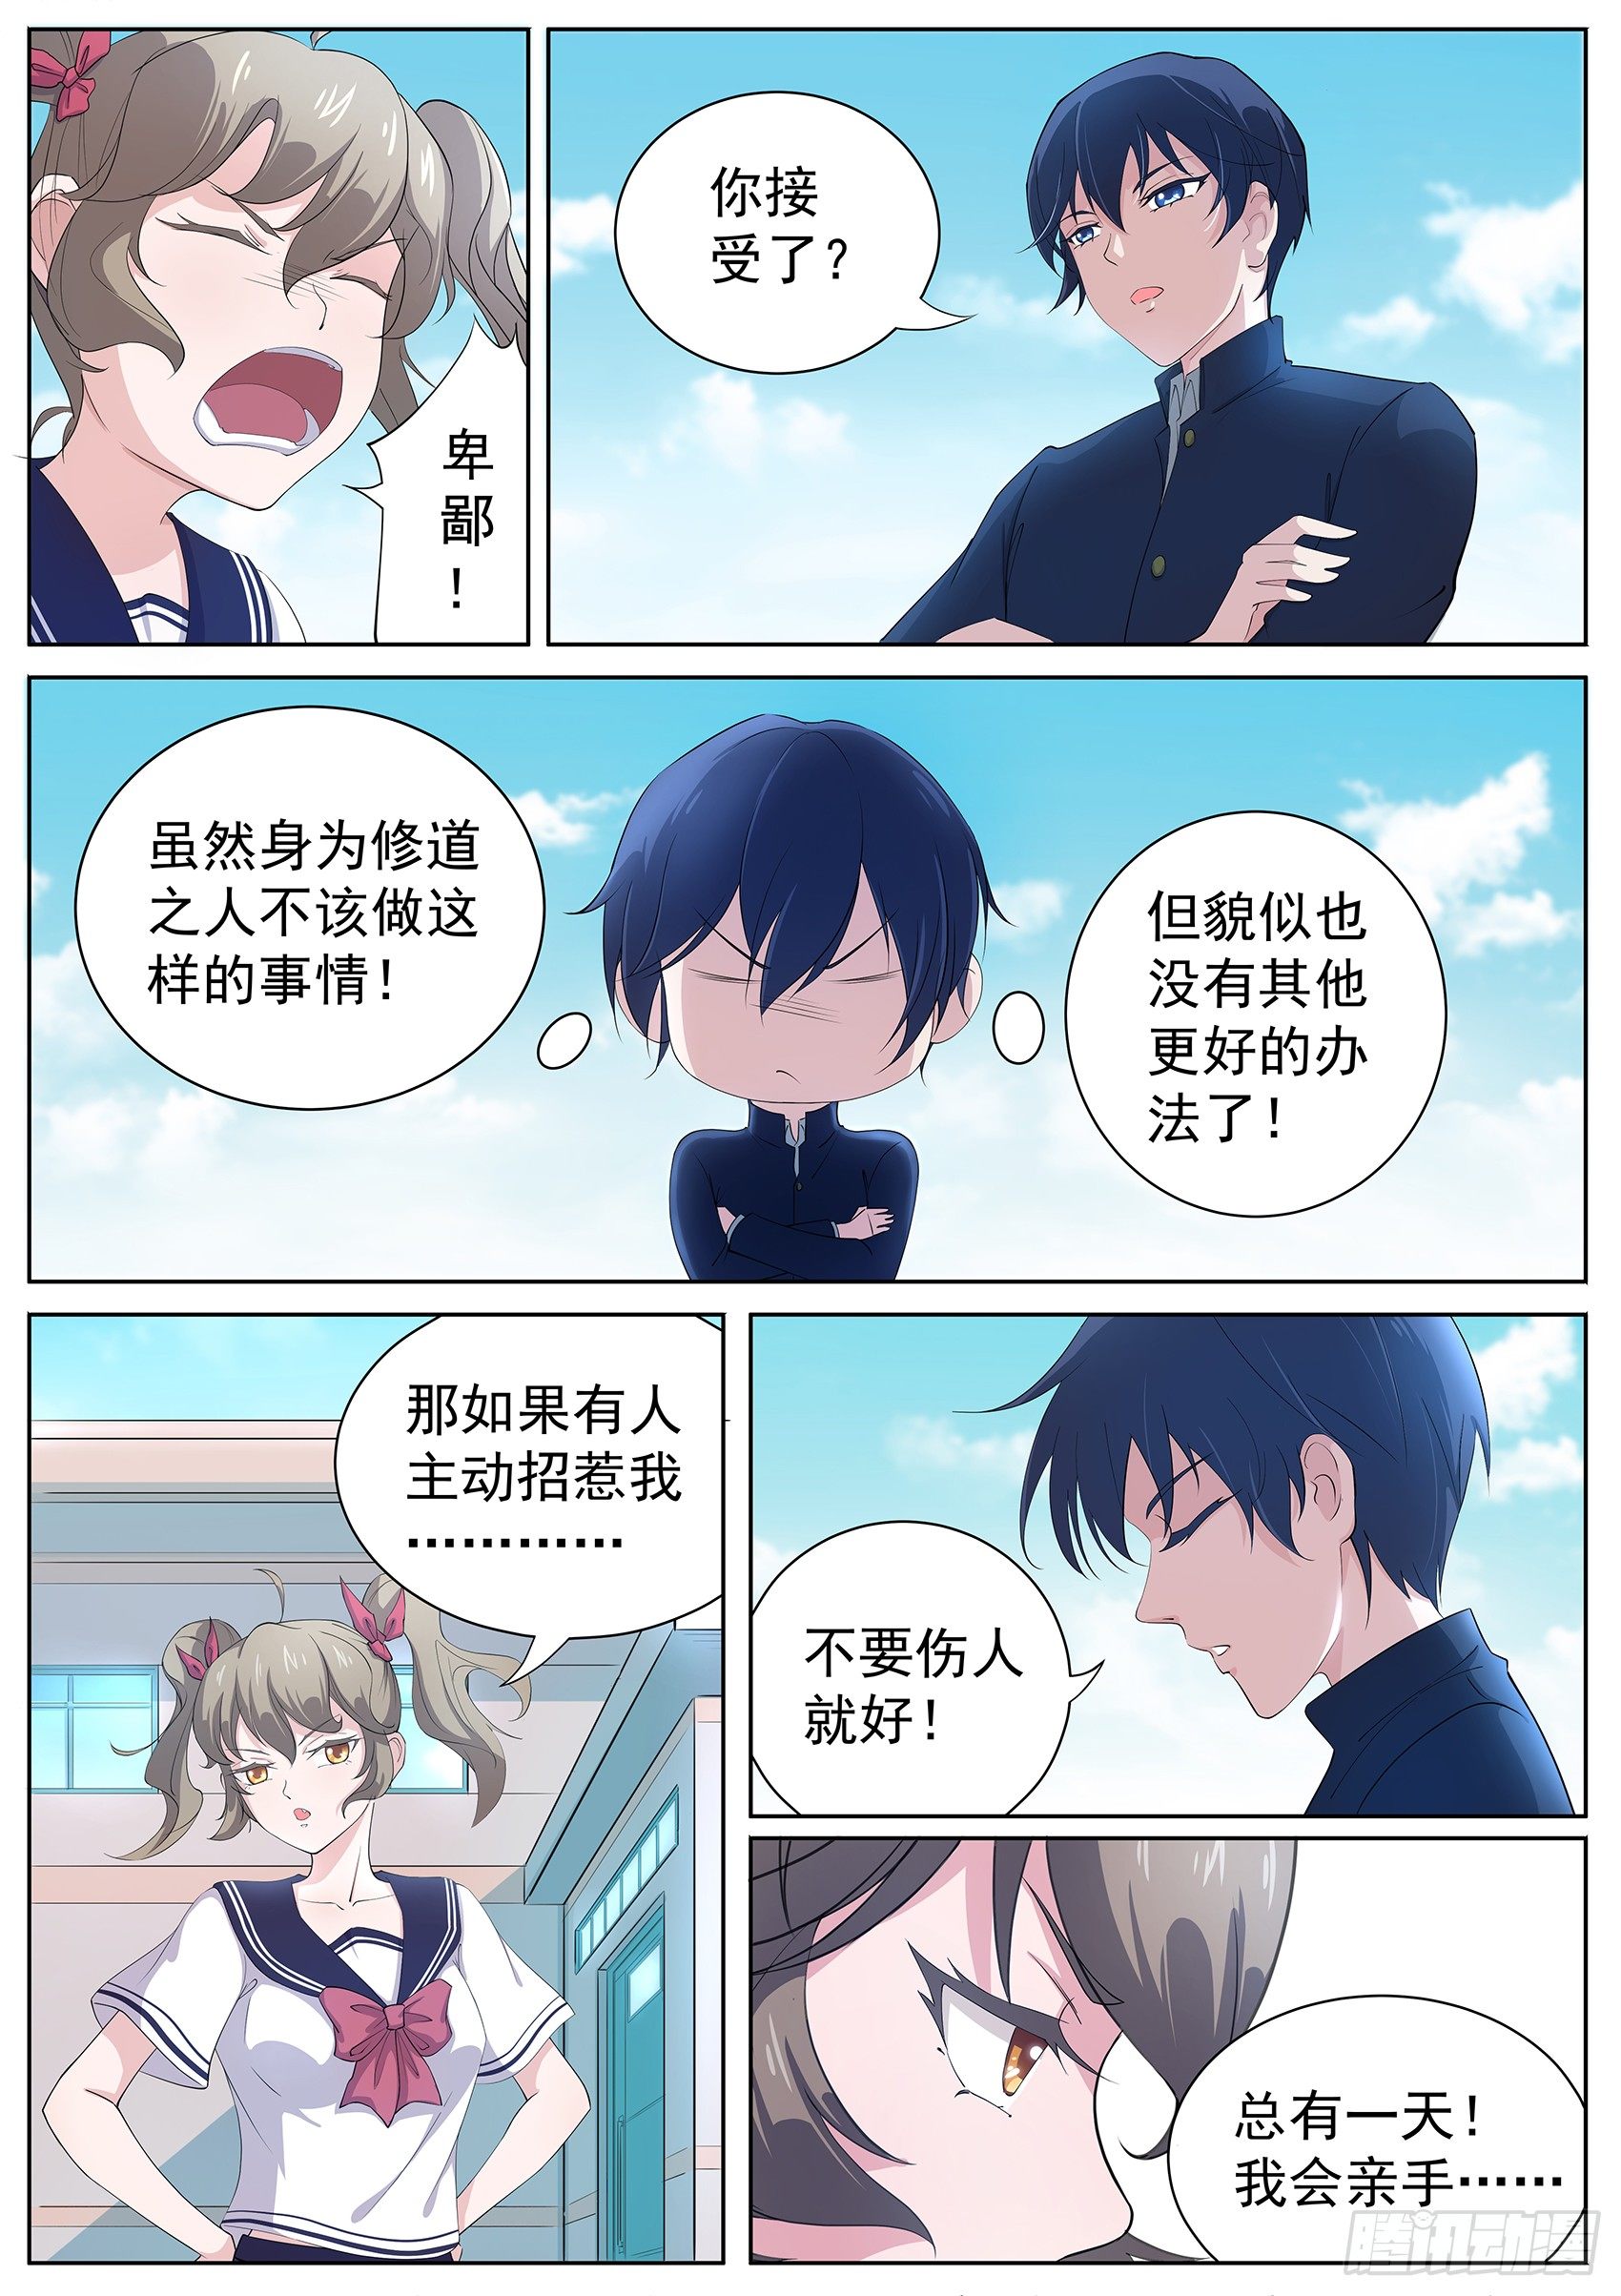 卑鄙！
你接
受了？
虽然身为修道
之人不该做这
样的事情！
但貌似也
没有其他
更好的办
法了！
那如果有人
主动招惹我
…………
不要伤人
就好！
总有一天！
我会亲手……
腾讯动漫